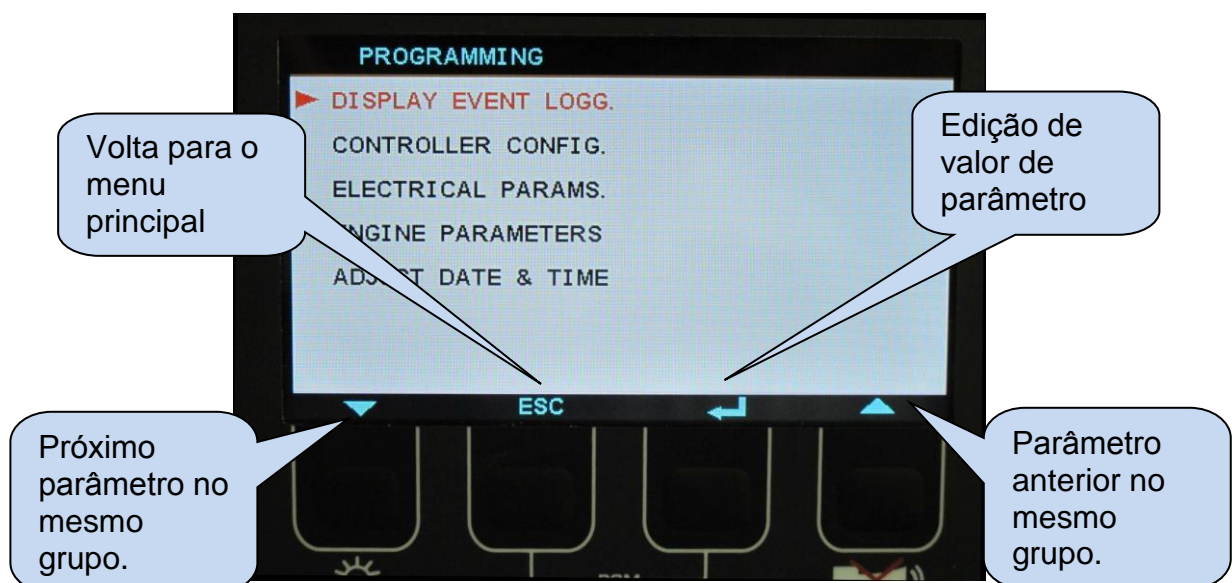 PROGRAMMING
DISPLAY EVENT LOGG.
CONTROLLER CONFIG.
ELECTRICAL PARAMS.
ENGINE PARAMETERS
ADJUST DATE & TIME
ESC
Volta para o
menu
principal
Edição de
valor de
parâmetro
Próximo
parâmetro no
mesmo
grupo.
Parâmetro
anterior no
mesmo
grupo.